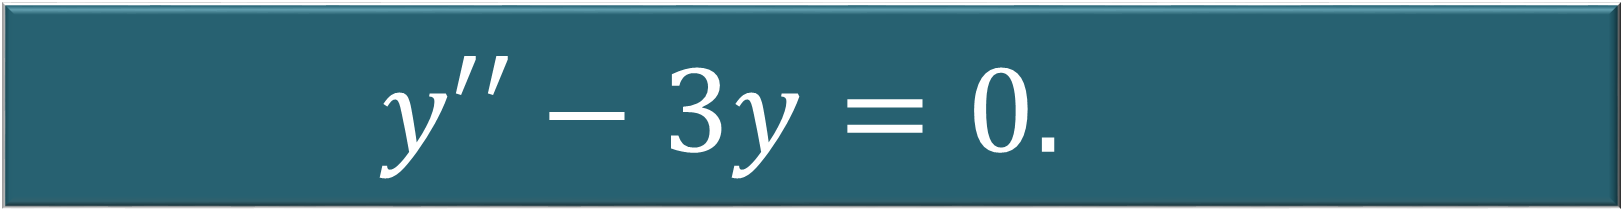 y′′ − 3y = 0.